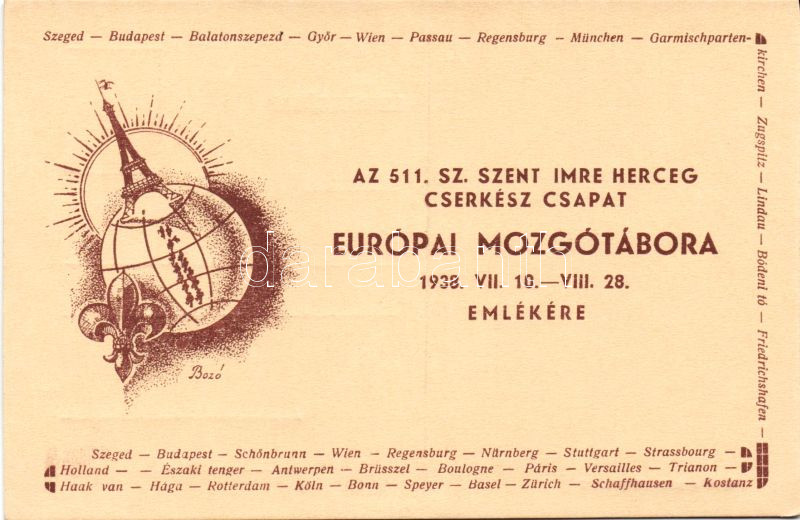 Szeged — Budapest — Balatonszepezd — Győr — Wien — Passau — Regensburg — München — Garmischparten-
kirchen — Zugspitz — Lindau — Bodeni tó — Friedrichshafen —
AZ 511. SZ. SZENT IMRE HERCEG
CSERKÉSZ CSAPAT
EURÓPAI MOZGÓTÁBORA
1938. VII. 10.—VIII. 28.
EMLÉKÉRE
darabanth
Bozó
Szeged — Budapest — Schönbrunn — Wien — Regensburg — Nürnberg — Stuttgart — Strassbourg —
Holland — — Északi tenger — Antwerpen — Brüsszel — Boulogne — Páris — Versailles — Trianon —
Haak van — Hága — Rotterdam — Köln — Bonn — Speyer — Basel — Zürich — Schaffhausen — Kostanz